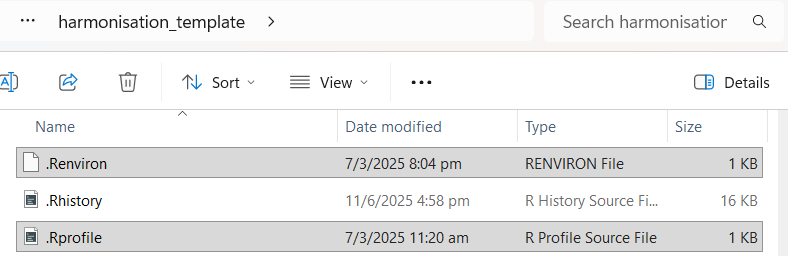 ... harmonisation_template >
Search harmonisation
Sort View ... Details
Name Date modified Type Size
.Renviron 7/3/2025 8:04 pm RENVIRON File 1 KB
.Rhistory 11/6/2025 4:58 pm R History Source Fi... 16 KB
.Rprofile 7/3/2025 11:20 am R Profile Source File 1 KB